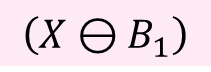 (𝑋 ⊖ 𝐵₁)